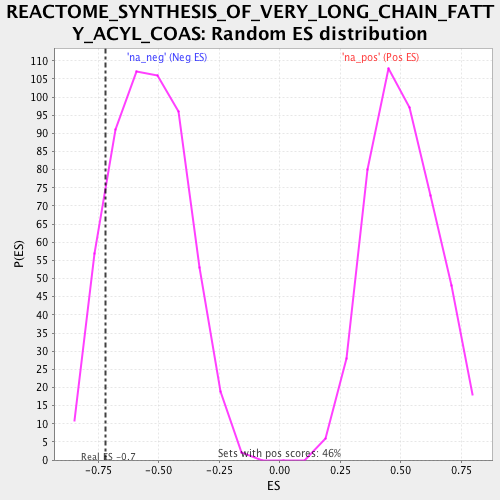 REACTOME_SYNTHESIS_OF_VERY_LONG_CHAIN_FATT
Y_ACYL_COAS: Random ES distribution
'na_neg' (Neg ES)
'na_pos' (Pos ES)
110
105
100
95
90
85
80
75
70
65
60
55
50
45
40
35
30
25
20
15
10
5
0
P(ES)
Real ES -0.7
Sets with pos scores: 46%
-0.75 -0.50 -0.25 0.00 0.25 0.50 0.75
ES